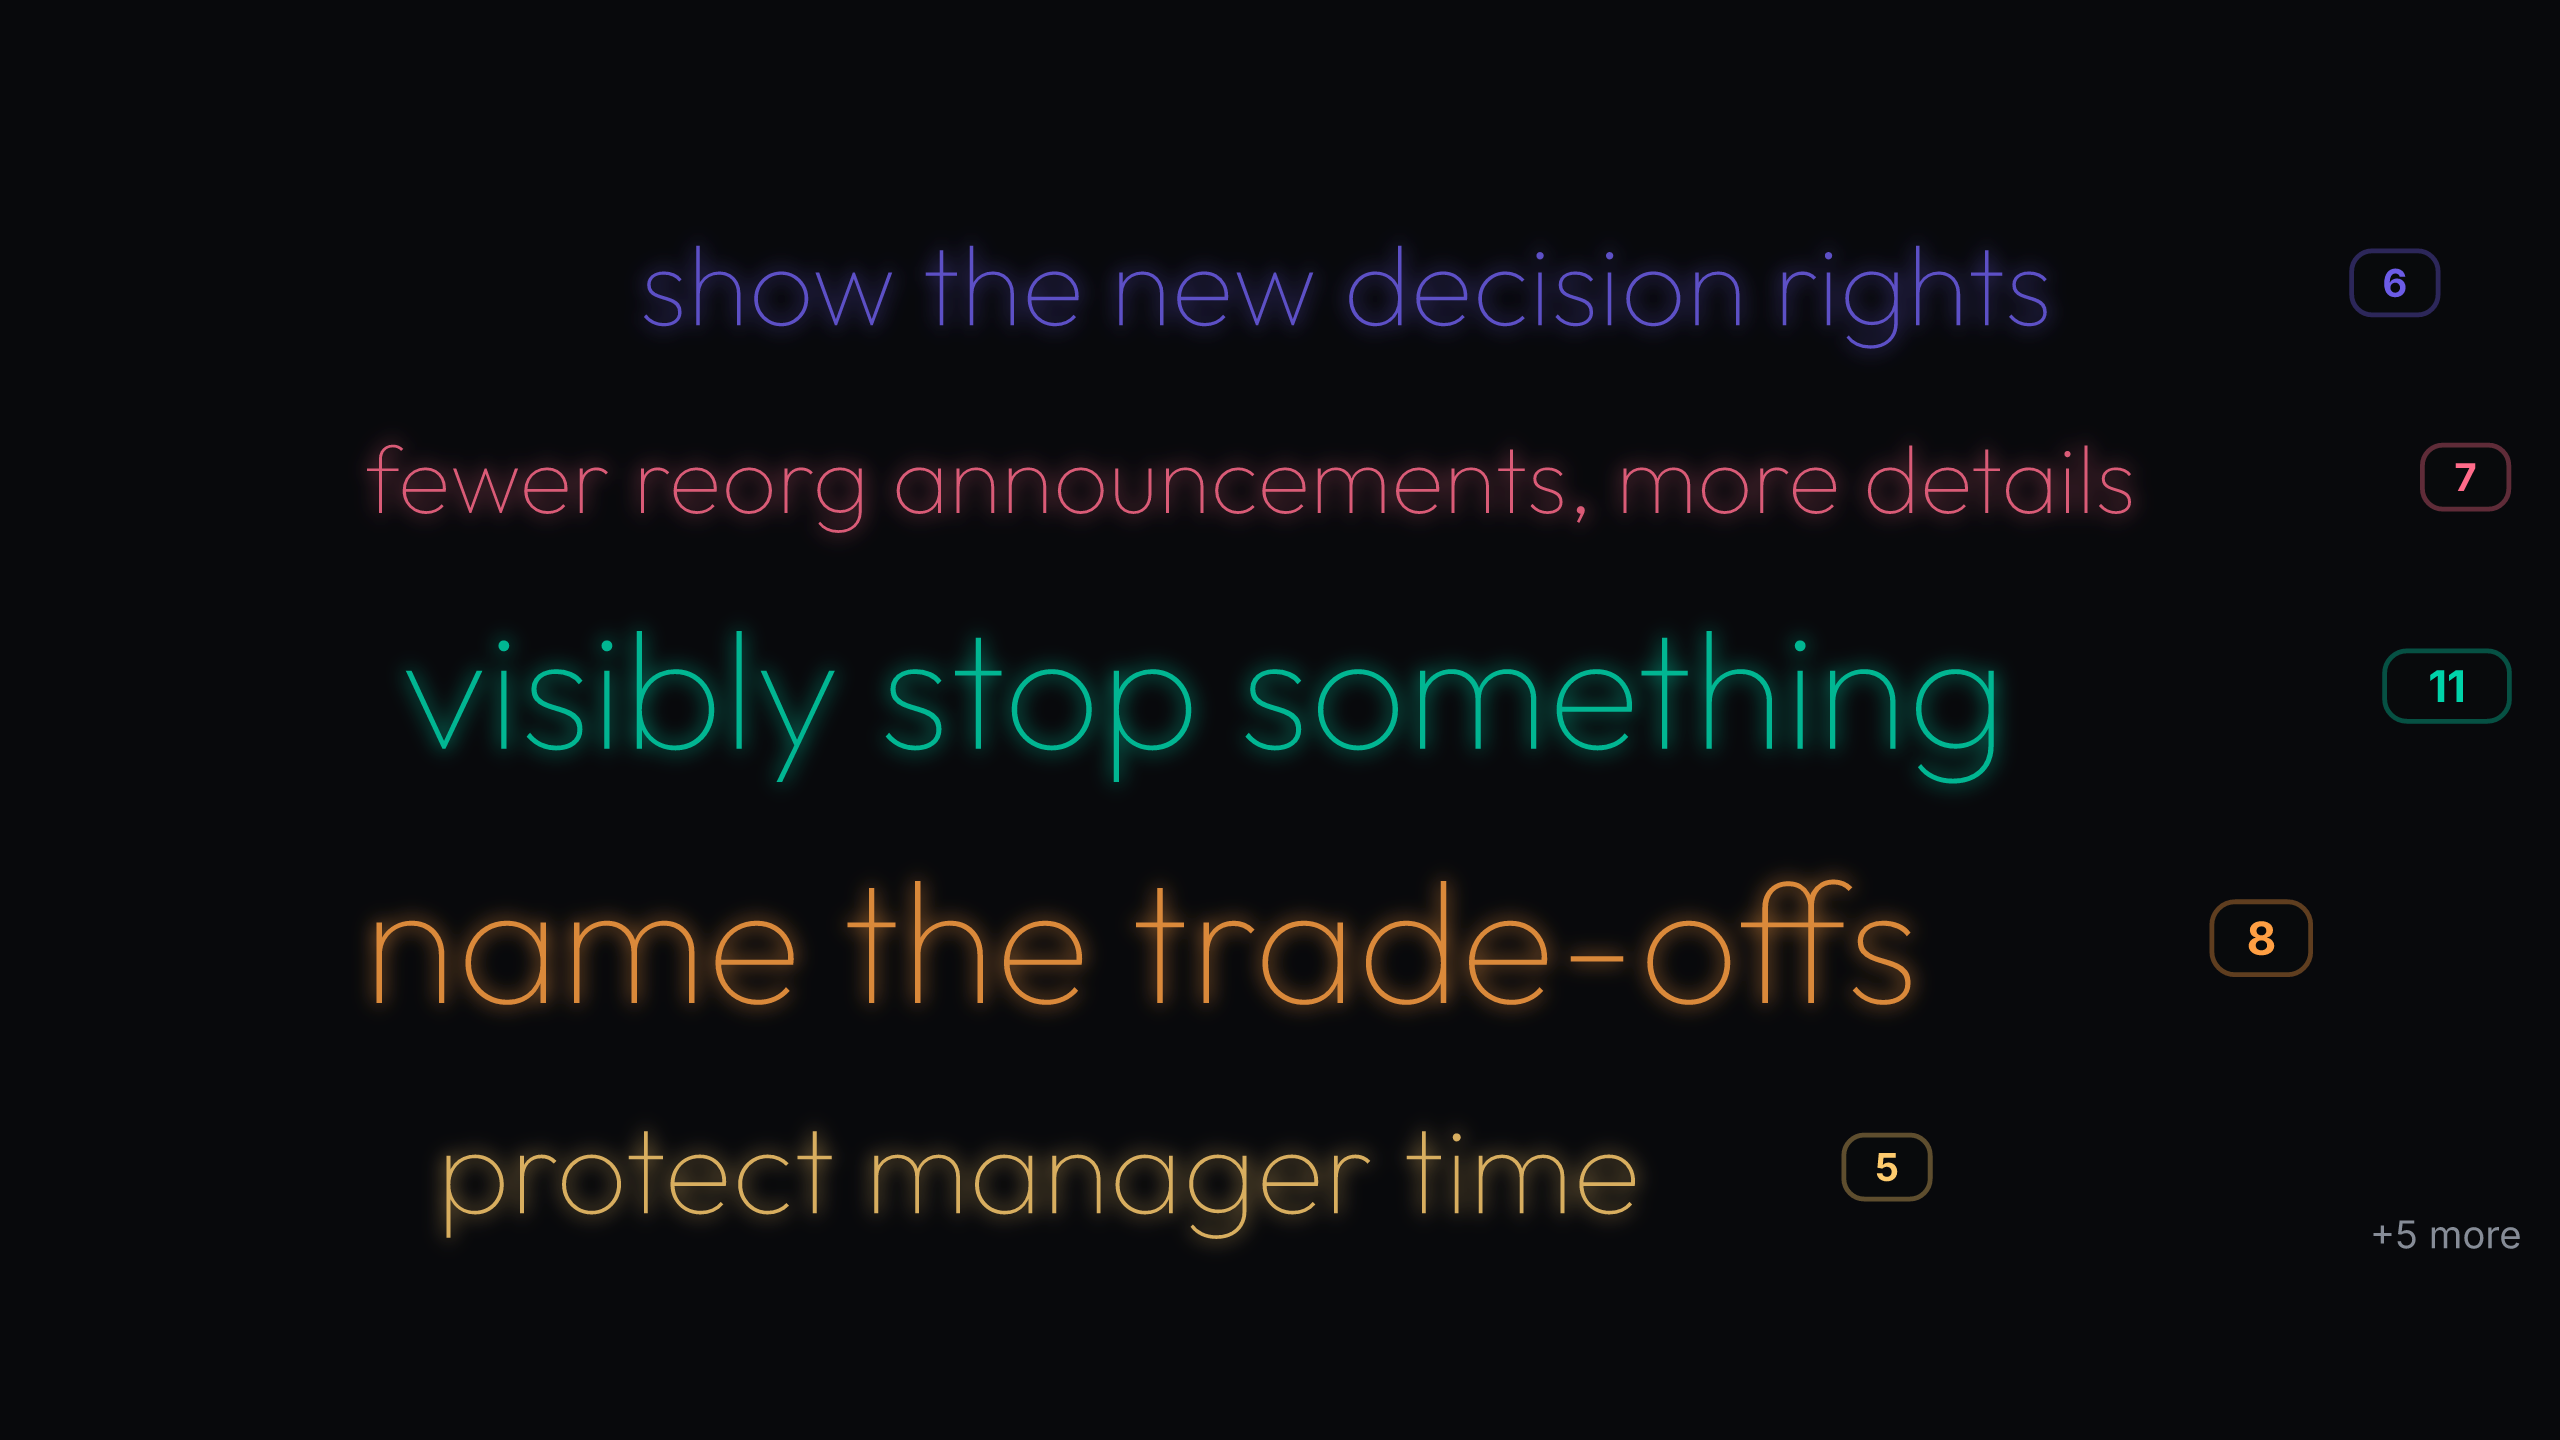 show the new decision rights 6
fewer reorg announcements, more details 7
visibly stop something 11
name the trade-offs 8
protect manager time 5
+5 more